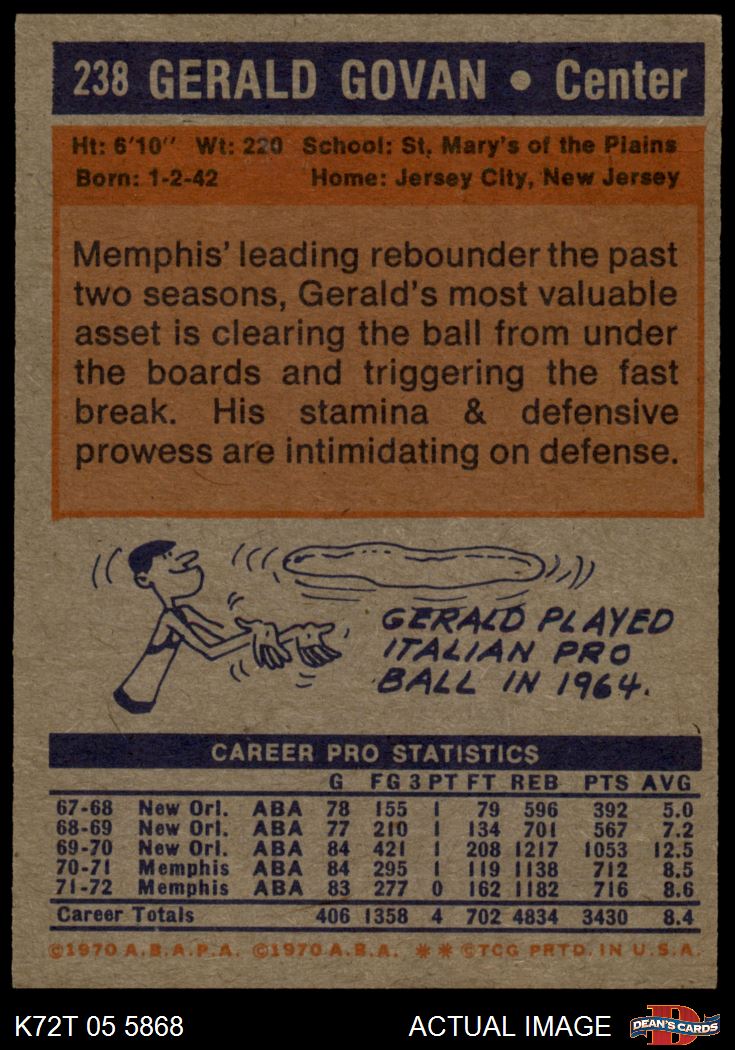 238 GERALD GOVAN • Center
Ht: 6'10" Wt: 220 School: St. Mary's of the Plains
Born: 1-2-42 Home: Jersey City, New Jersey
Memphis' leading rebounder the past
two seasons, Gerald's most valuable
asset is clearing the ball from under
the boards and triggering the fast
break. His stamina & defensive
prowess are intimidating on defense.
GERALD PLAYED
ITALIAN PRO
BALL IN 1964.
CAREER PRO STATISTICS
G FG 3 PT FT REB PTS AVG
67-68 New Orl. ABA 78 155 1 79 596 392 5.0
68-69 New Orl. ABA 77 210 1 134 701 567 7.2
69-70 New Orl. ABA 84 421 1 208 1217 1053 12.5
70-71 Memphis ABA 84 295 1 119 1138 712 8.5
71-72 Memphis ABA 83 277 0 162 1182 716 8.6
Career Totals 406 1358 4 702 4834 3430 8.4
©1970 A.B.A.P.A. ©1970 A.B.A. ** ©TCG PRTD. IN U.S.A.
K72T 05 5868 ACTUAL IMAGE DEAN'S CARDS